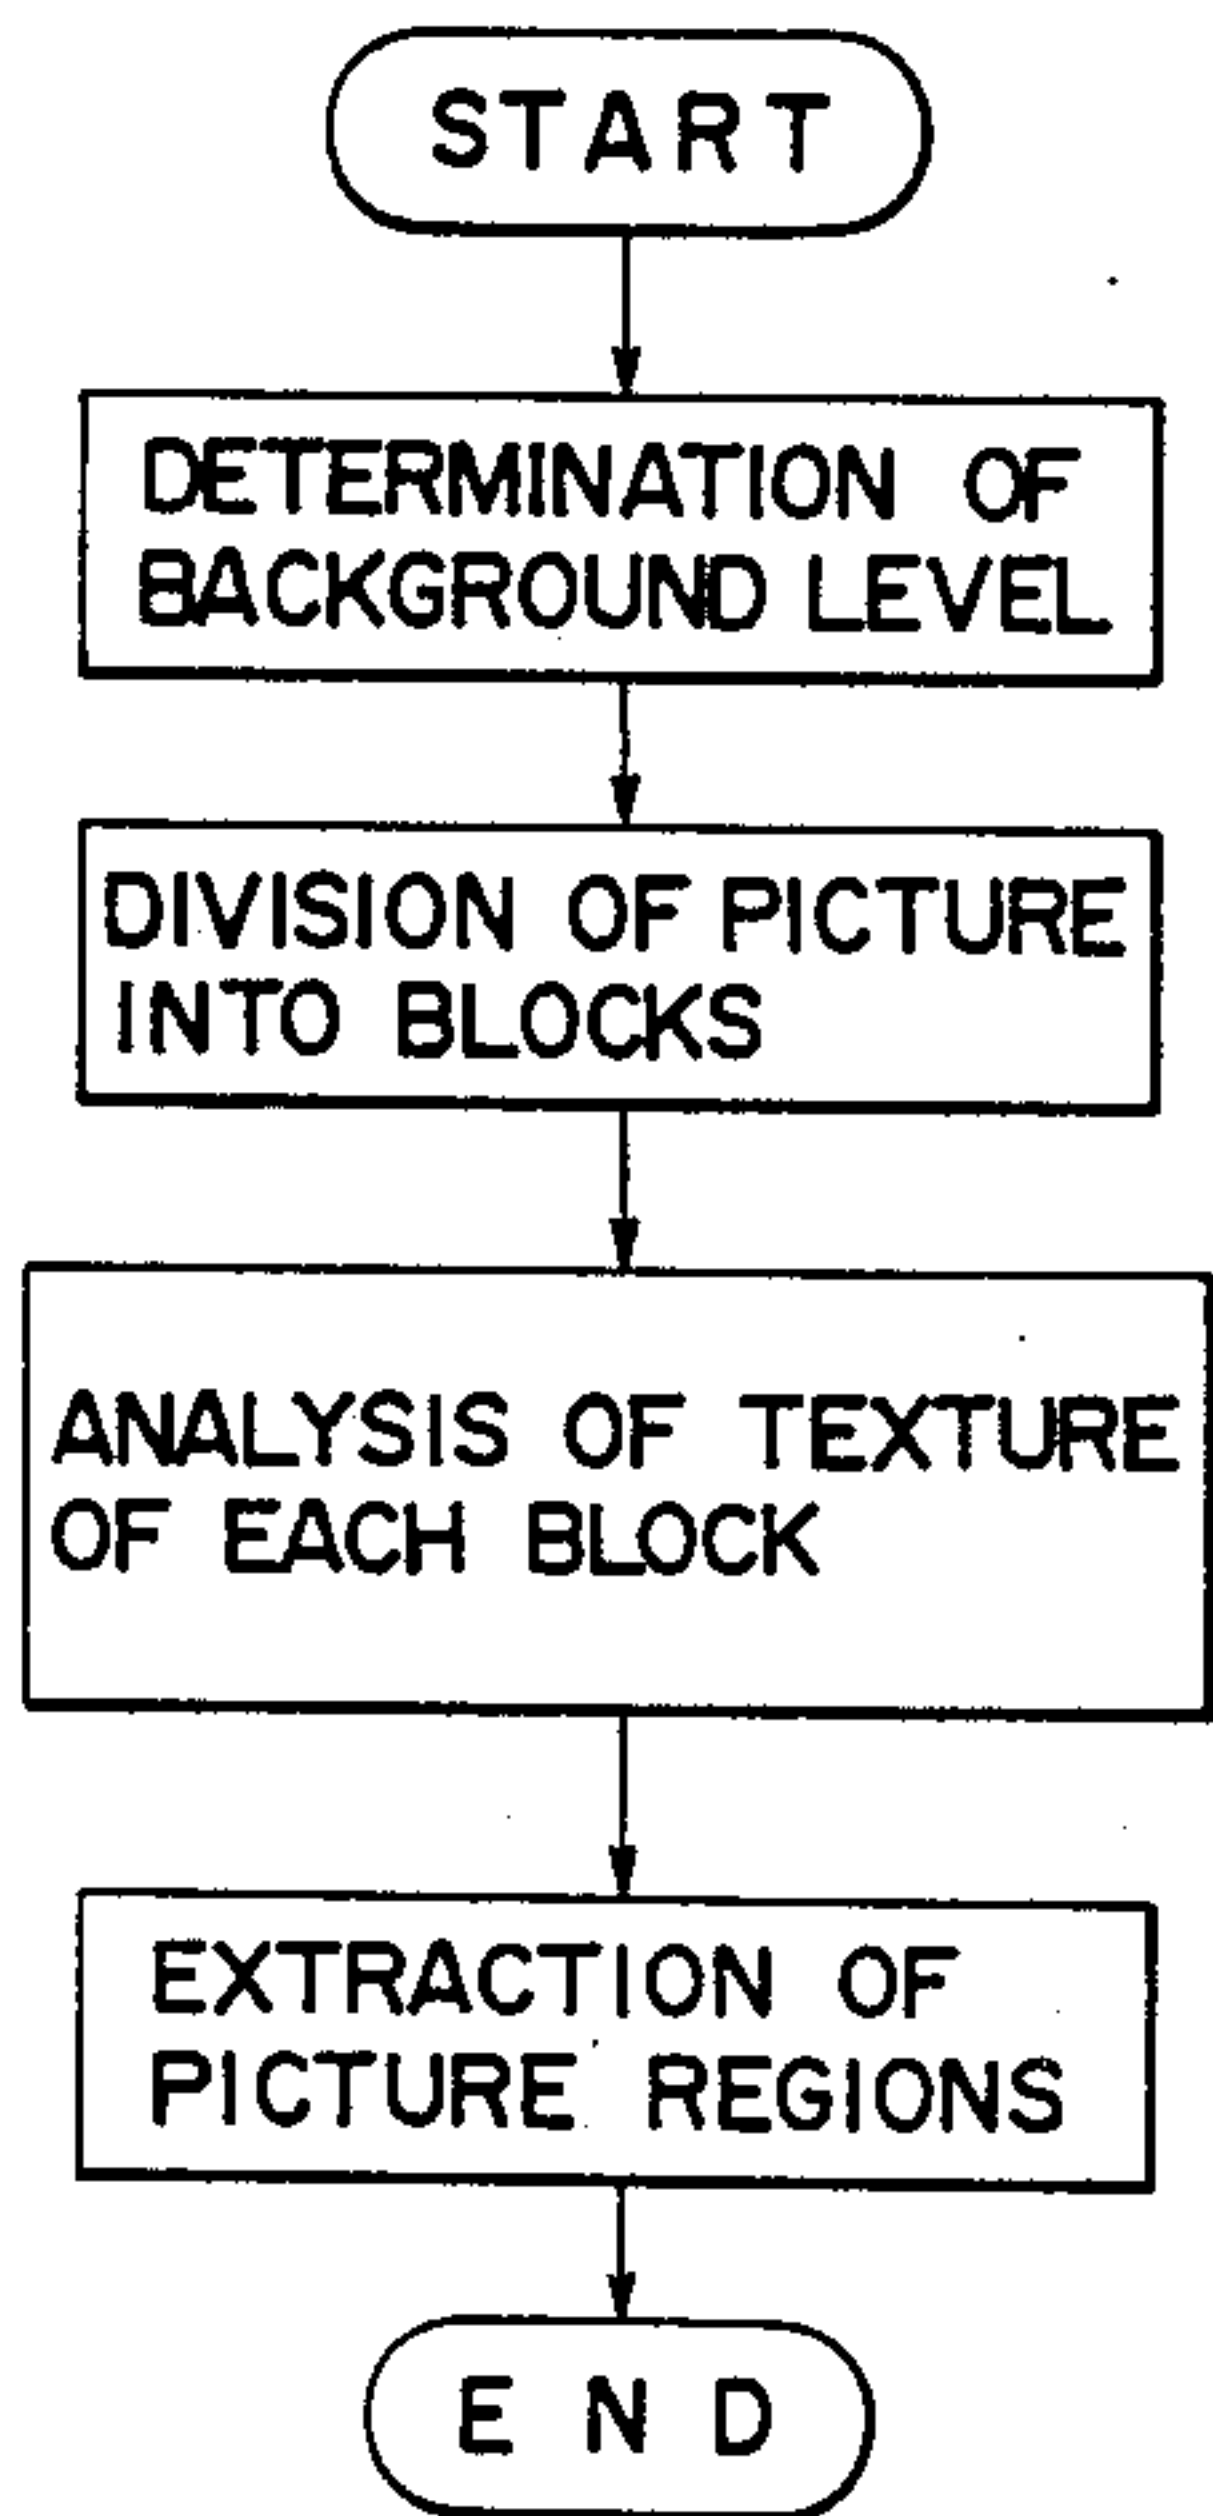 START
DETERMINATION OF
BACKGROUND LEVEL
DIVISION OF PICTURE
INTO BLOCKS
ANALYSIS OF TEXTURE
OF EACH BLOCK
EXTRACTION OF
PICTURE REGIONS
END